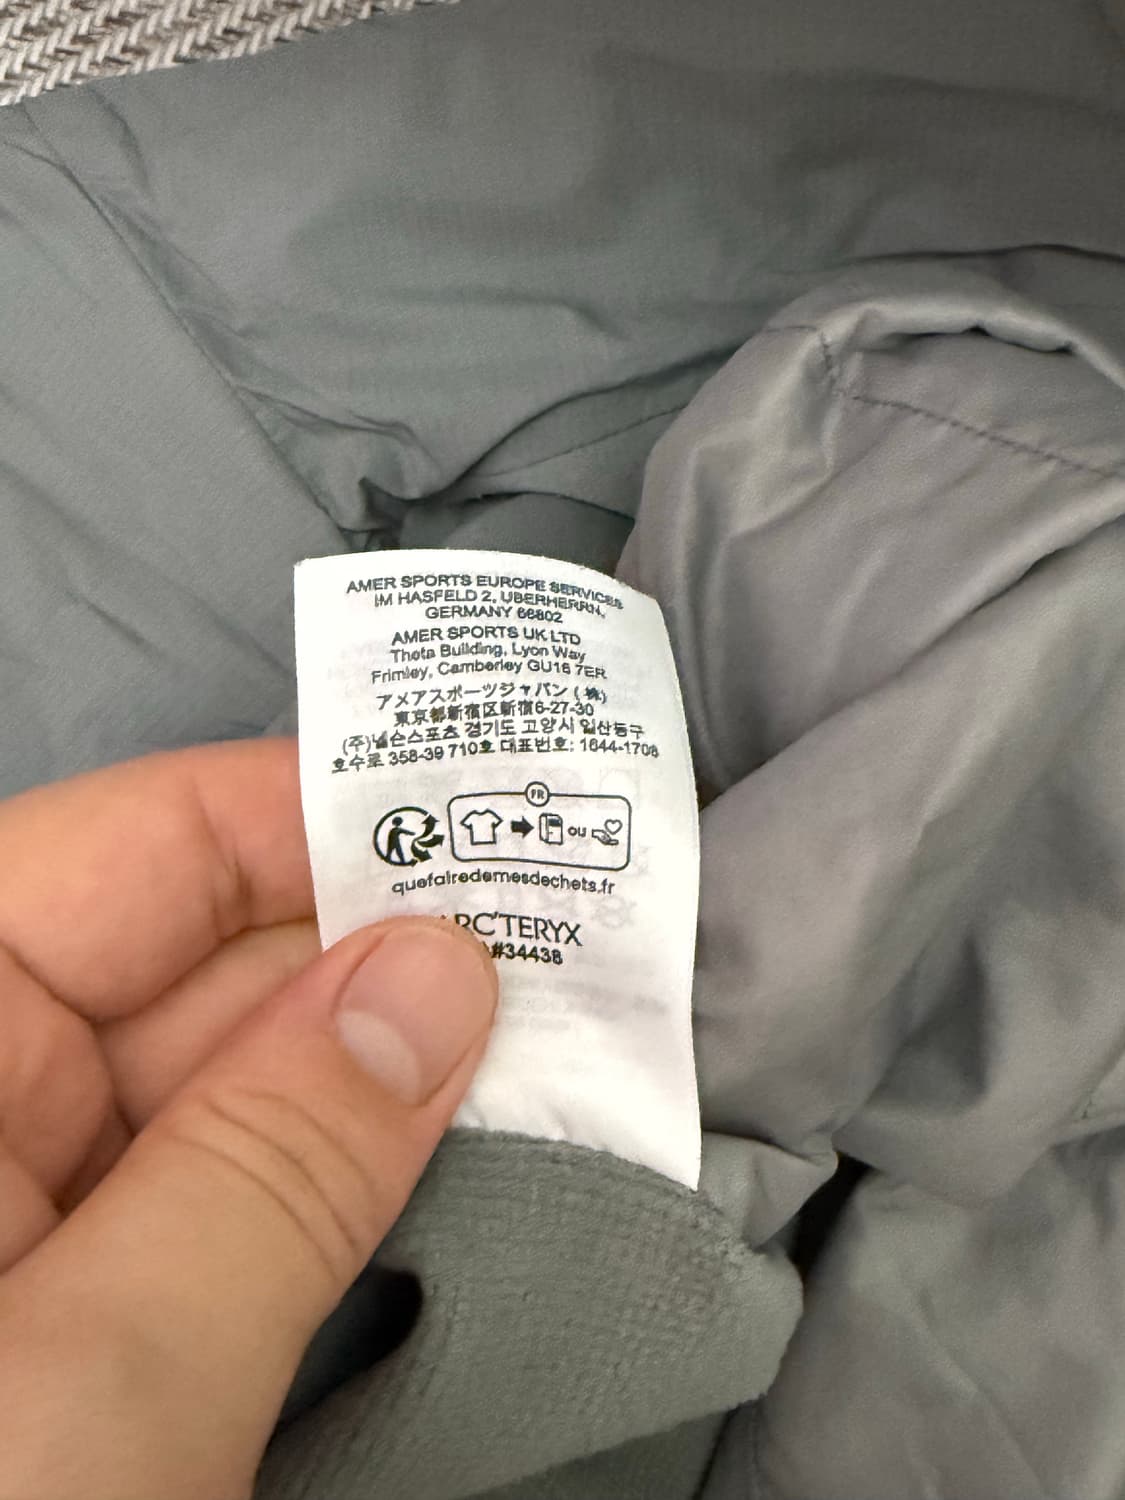 AMER SPORTS EUROPE SERVICES
IM HASFELD 2, UBERHERRN,
GERMANY 66802
AMER SPORTS UK LTD
Theta Building, Lyon Way
Frimley, Camberley GU16 7ER
アメアスポーツジャパン (株)
東京都新宿区新宿6-27-30
(주)넬슨스포츠 경기도 고양시 일산동구
호수로 358-39 710호 대표번호: 1644-1708
FR
ou
quefairedemesdechets.fr
RC'TERYX
#34438